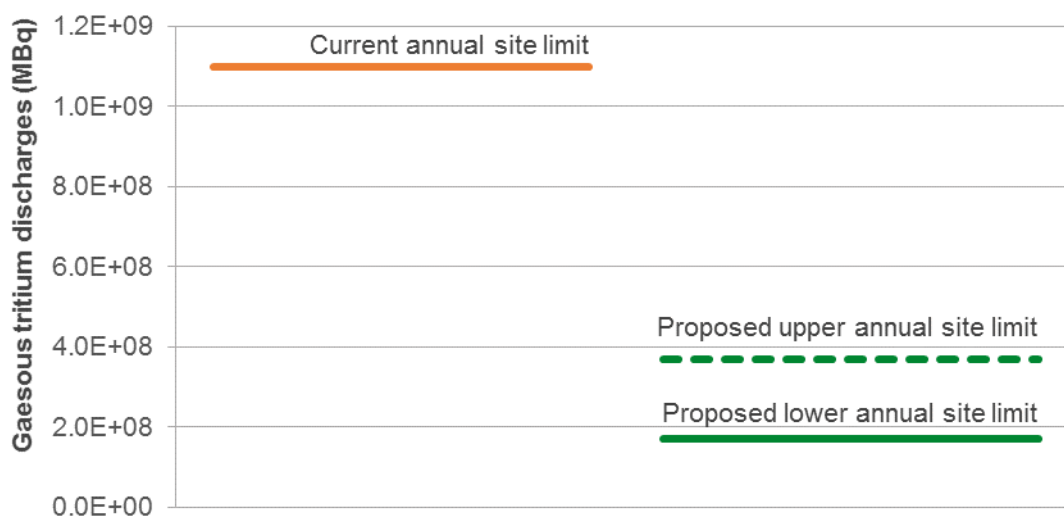 Gaesous tritium discharges (MBq)
1.2E+09
1.0E+09
8.0E+08
6.0E+08
4.0E+08
2.0E+08
0.0E+00
Current annual site limit
Proposed upper annual site limit
Proposed lower annual site limit